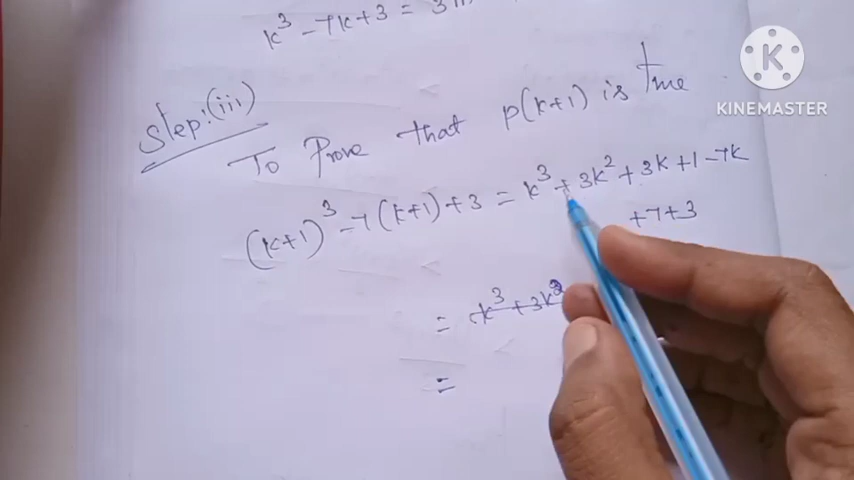 k³ - 7k + 3 = 3m
Step:(iii)
To Prove that p(k+1) is true
(k+1)³ - 7(k+1) + 3 = k³ + 3k² + 3k + 1 - 7k
+7+3
= k³ + 3k²
=
K
KINEMASTER